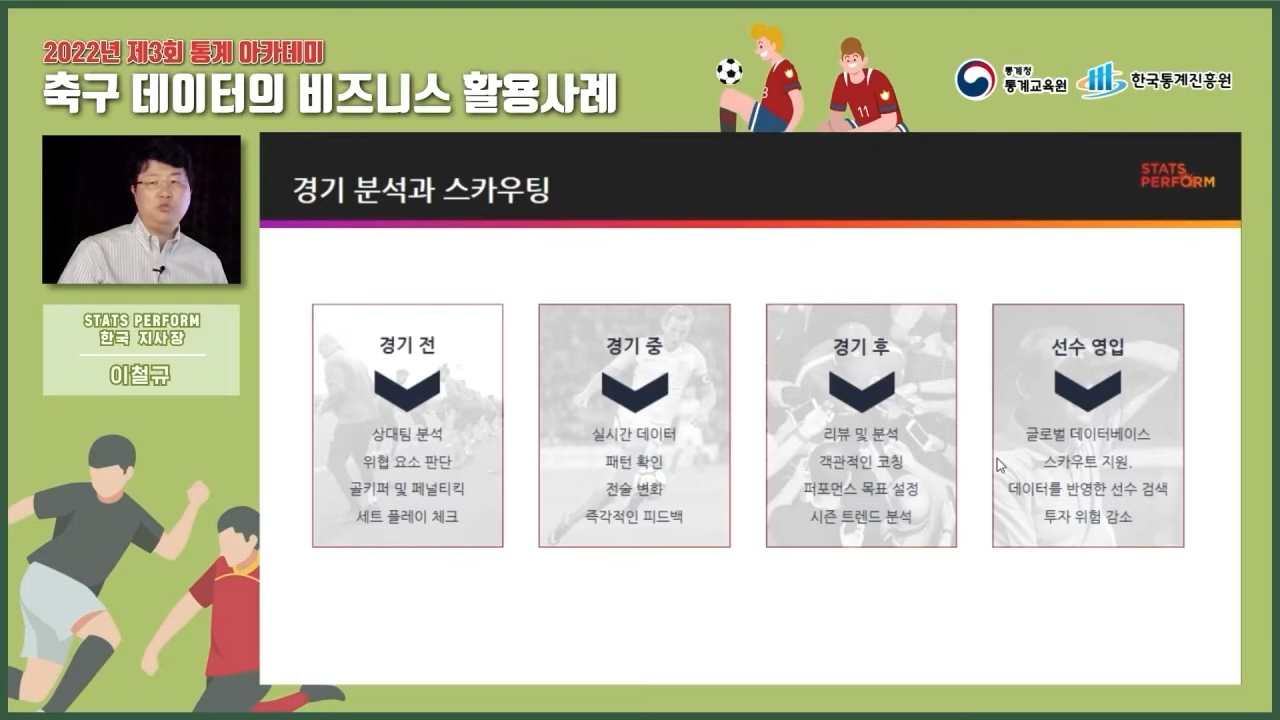 2022년 제3회 통계 아카데미
축구 데이터의 비즈니스 활용사례
통계청
통계교육원
한국통계진흥원
STATS PERFORM
한국 지사장
이철규
경기 분석과 스카우팅
STATS
PERFORM
경기 전
상대팀 분석
위협 요소 판단
골키퍼 및 페널티킥
세트 플레이 체크
경기 중
실시간 데이터
패턴 확인
전술 변화
즉각적인 피드백
경기 후
리뷰 및 분석
객관적인 코칭
퍼포먼스 목표 설정
시즌 트렌드 분석
선수 영입
글로벌 데이터베이스
스카우트 지원.
데이터를 반영한 선수 검색
투자 위험 감소
3
11